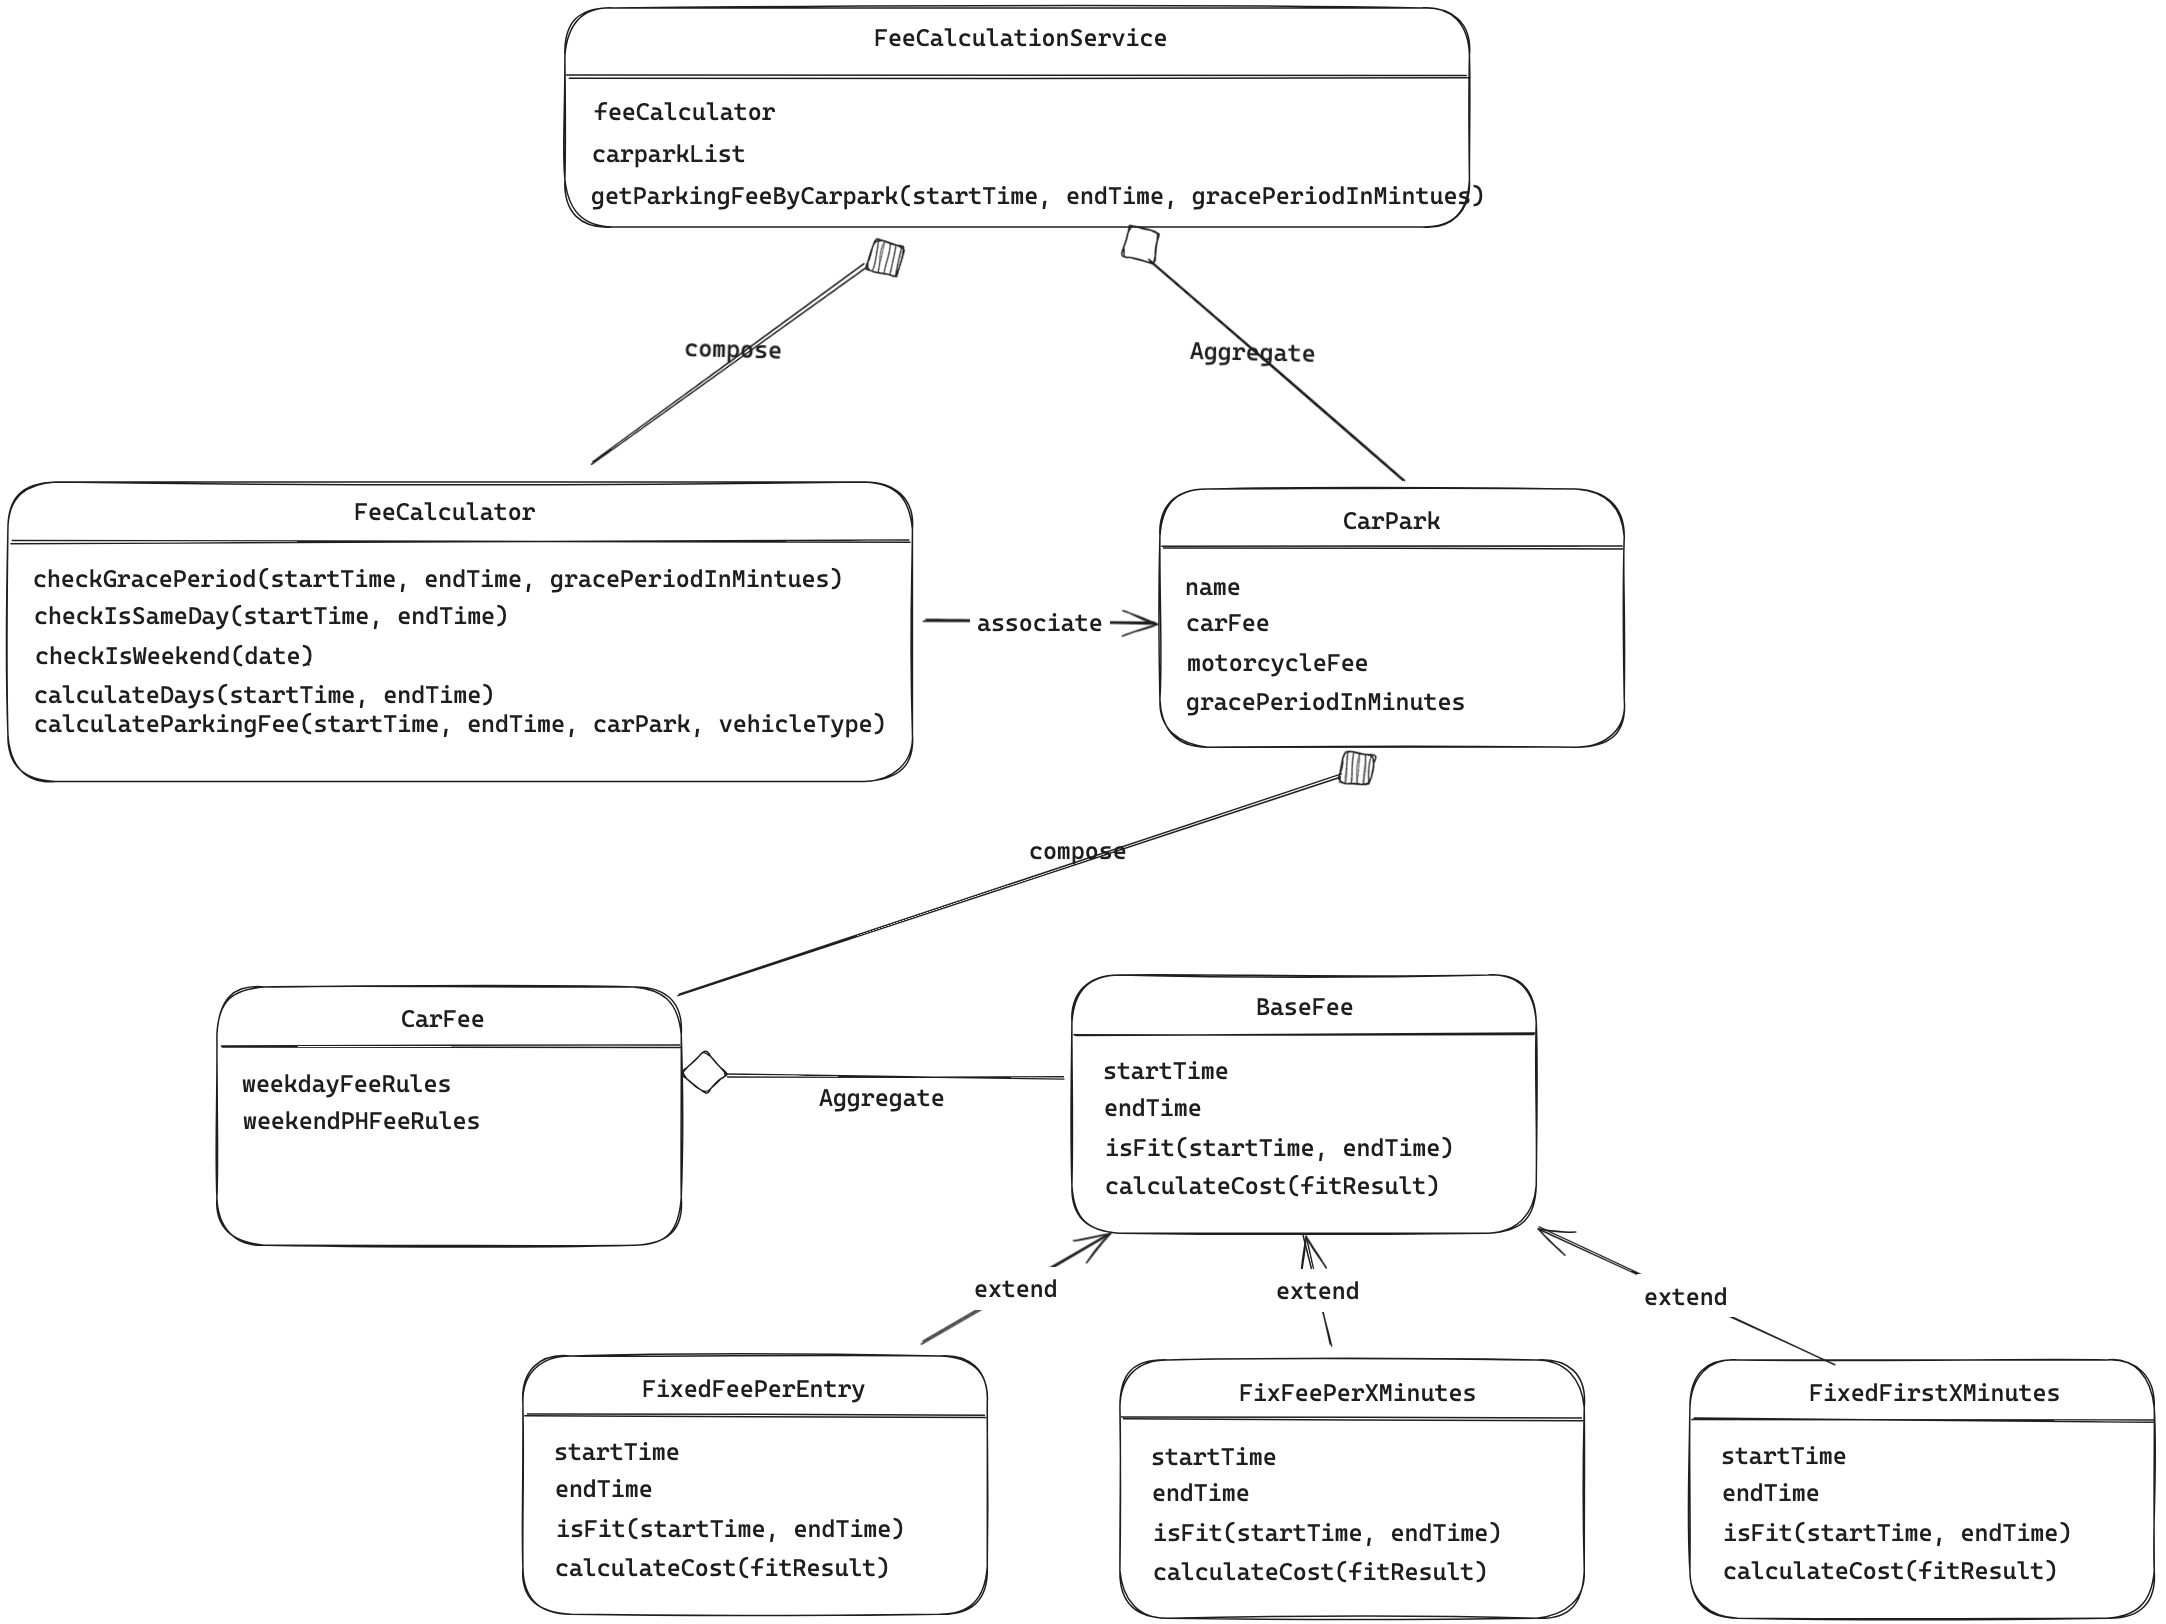 FeeCalculationService
feeCalculator
carparkList
getParkingFeeByCarpark(startTime, endTime, gracePeriodInMintues)
compose
Aggregate
FeeCalculator
checkGracePeriod(startTime, endTime, gracePeriodInMintues)
checkIsSameDay(startTime, endTime)
checkIsWeekend(date)
calculateDays(startTime, endTime)
calculateParkingFee(startTime, endTime, carPark, vehicleType)
associate
CarPark
name
carFee
motorcycleFee
gracePeriodInMinutes
compose
CarFee
weekdayFeeRules
weekendPHFeeRules
Aggregate
BaseFee
startTime
endTime
isFit(startTime, endTime)
calculateCost(fitResult)
extend
extend
extend
FixedFeePerEntry
startTime
endTime
isFit(startTime, endTime)
calculateCost(fitResult)
FixFeePerXMinutes
startTime
endTime
isFit(startTime, endTime)
calculateCost(fitResult)
FixedFirstXMinutes
startTime
endTime
isFit(startTime, endTime)
calculateCost(fitResult)